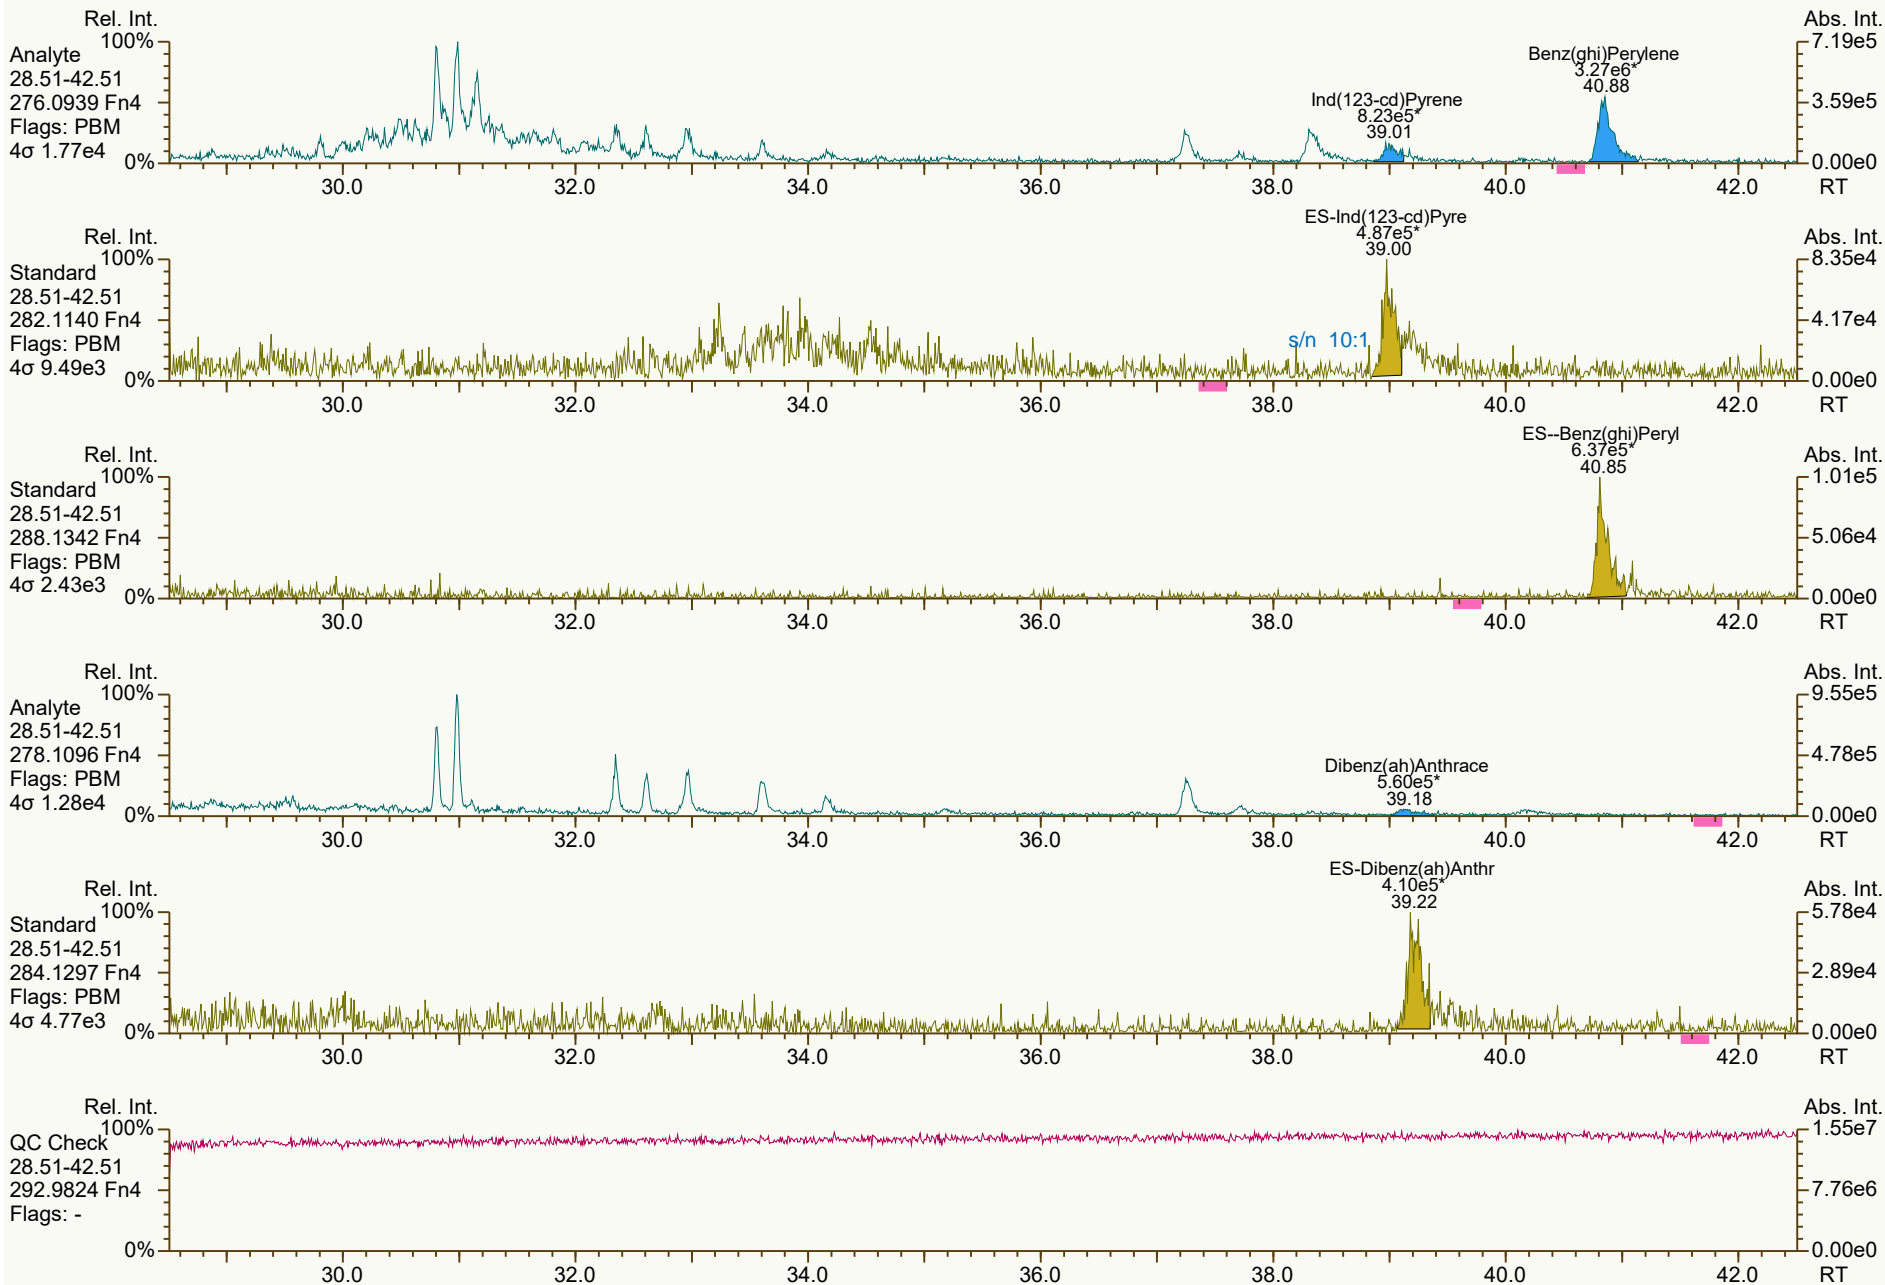 Rel. Int.
Abs. Int.
100%
7.19e5
Analyte
28.51-42.51
276.0939 Fn4
Flags: PBM
4σ 1.77e4
Benz(ghi)Perylene
3.27e6*
40.88
Ind(123-cd)Pyrene
8.23e5*
39.01
3.59e5
0%
0.00e0
30.0
32.0
34.0
36.0
38.0
40.0
42.0
RT
Rel. Int.
Abs. Int.
100%
8.35e4
Standard
28.51-42.51
282.1140 Fn4
Flags: PBM
4σ 9.49e3
ES-Ind(123-cd)Pyre
4.87e5*
39.00
s/n 10:1
4.17e4
0%
0.00e0
30.0
32.0
34.0
36.0
38.0
40.0
42.0
RT
Rel. Int.
Abs. Int.
100%
1.01e5
Standard
28.51-42.51
288.1342 Fn4
Flags: PBM
4σ 2.43e3
ES--Benz(ghi)Peryl
6.37e5*
40.85
5.06e4
0%
0.00e0
30.0
32.0
34.0
36.0
38.0
40.0
42.0
RT
Rel. Int.
Abs. Int.
100%
9.55e5
Analyte
28.51-42.51
278.1096 Fn4
Flags: PBM
4σ 1.28e4
Dibenz(ah)Anthrace
5.60e5*
39.18
4.78e5
0%
0.00e0
30.0
32.0
34.0
36.0
38.0
40.0
42.0
RT
Rel. Int.
Abs. Int.
100%
5.78e4
Standard
28.51-42.51
284.1297 Fn4
Flags: PBM
4σ 4.77e3
ES-Dibenz(ah)Anthr
4.10e5*
39.22
2.89e4
0%
0.00e0
30.0
32.0
34.0
36.0
38.0
40.0
42.0
RT
Rel. Int.
Abs. Int.
100%
1.55e7
QC Check
28.51-42.51
292.9824 Fn4
Flags: -
7.76e6
0%
0.00e0
30.0
32.0
34.0
36.0
38.0
40.0
42.0
RT